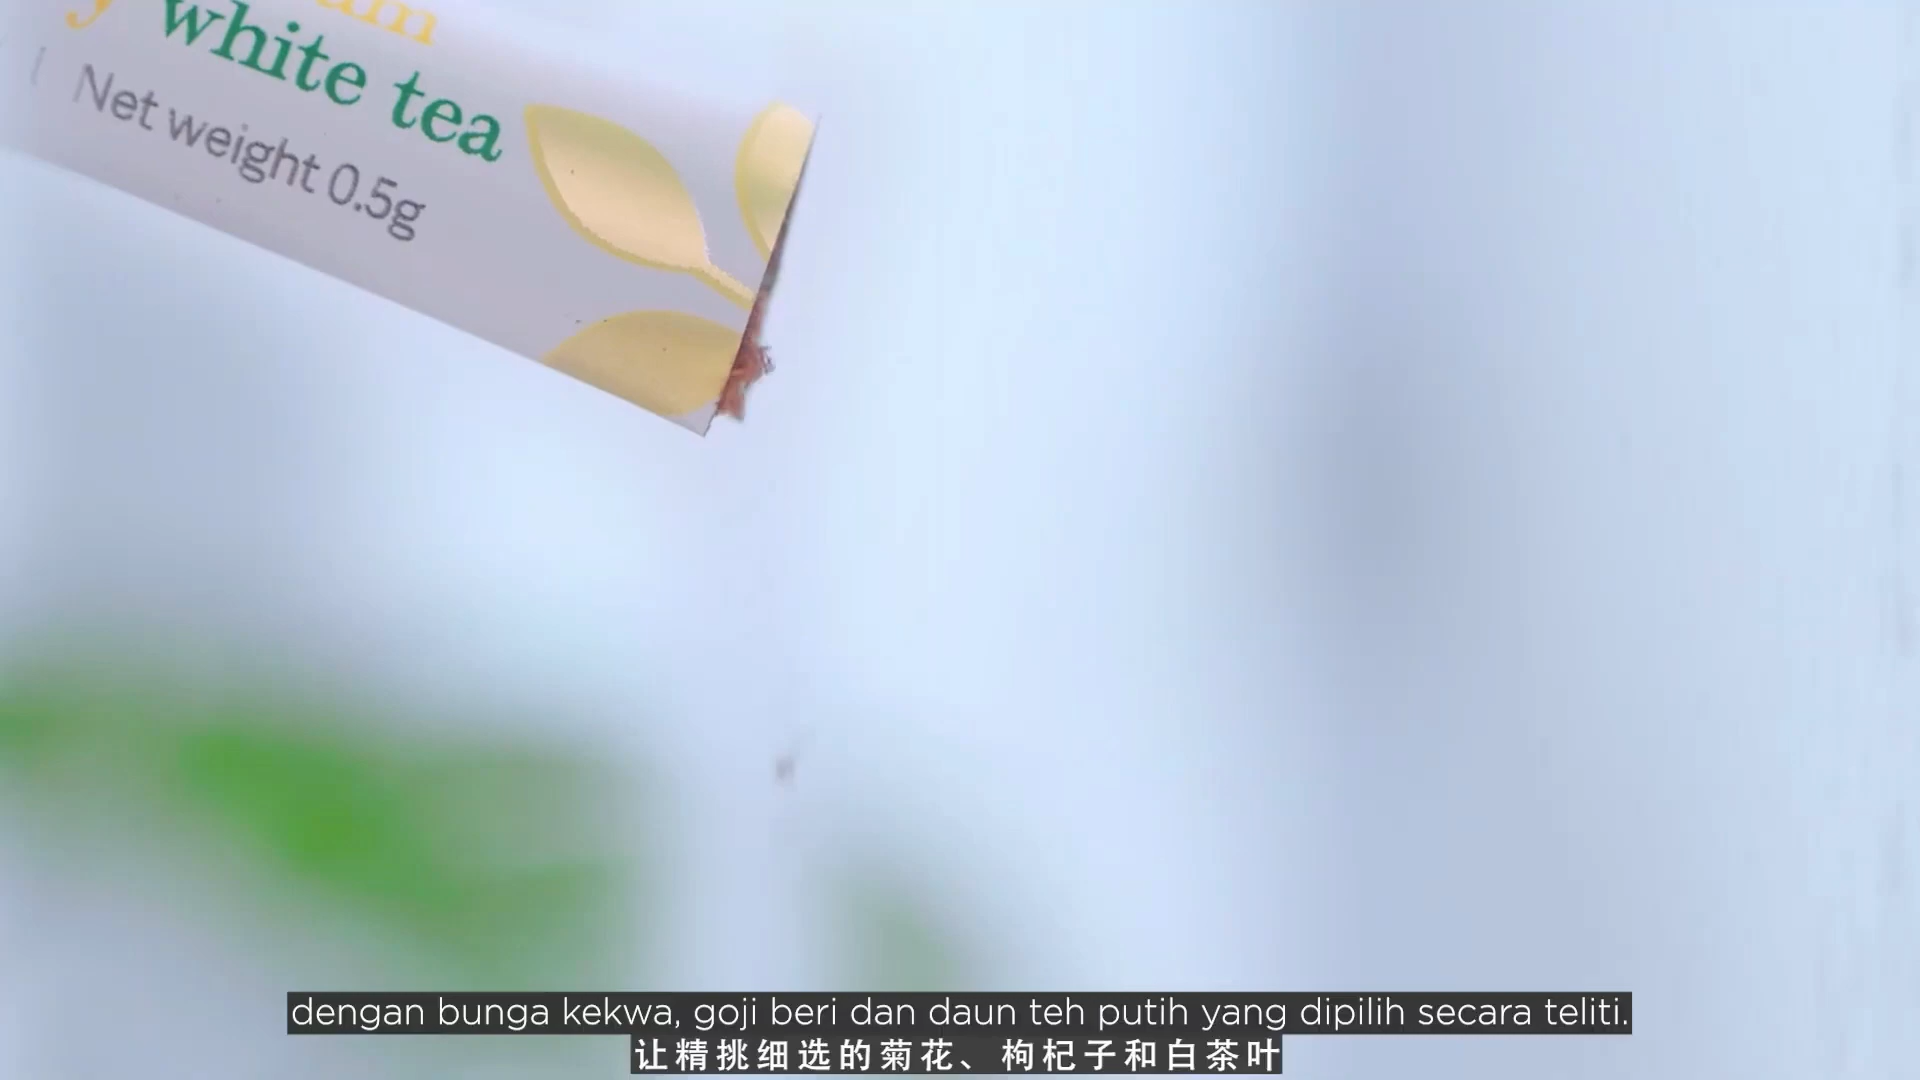 white tea
Net weight 0.5g
dengan bunga kekwa, goji beri dan daun teh putih yang dipilih secara teliti.
让精挑细选的菊花、枸杞子和白茶叶